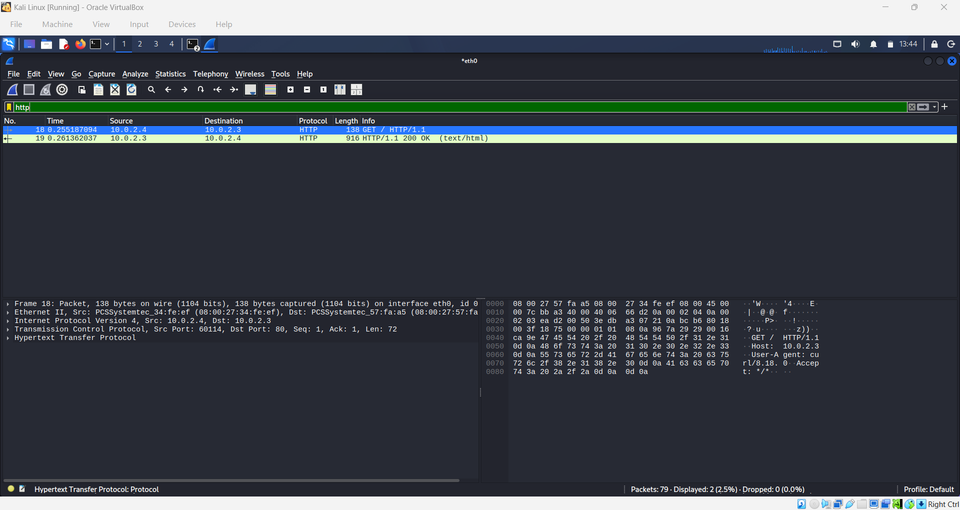 Kali Linux [Running] - Oracle VirtualBox
File Machine View Input Devices Help
1 2 3 4 2 13:44
*eth0
File Edit View Go Capture Analyze Statistics Telephony Wireless Tools Help
http
No. Time Source Destination Protocol Length Info
18 0.255187094 10.0.2.4 10.0.2.3 HTTP 138 GET / HTTP/1.1
19 0.261362037 10.0.2.3 10.0.2.4 HTTP 916 HTTP/1.1 200 OK (text/html)
Frame 18: Packet, 138 bytes on wire (1104 bits), 138 bytes captured (1104 bits) on interface eth0, id 0
Ethernet II, Src: PCSSystemtec_34:fe:ef (08:00:27:34:fe:ef), Dst: PCSSystemtec_57:fa:a5 (08:00:27:57:fa
Internet Protocol Version 4, Src: 10.0.2.4, Dst: 10.0.2.3
Transmission Control Protocol, Src Port: 60114, Dst Port: 80, Seq: 1, Ack: 1, Len: 72
Hypertext Transfer Protocol
0000 08 00 27 57 fa a5 08 00 27 34 fe ef 08 00 45 00 ··'W···· '4····E·
0010 00 7c bb a3 40 00 40 06 66 d2 0a 00 02 04 0a 00 ·|··@·@· f·······
0020 02 03 ea d2 00 50 3e db a3 07 21 0a bc b6 80 18 ·····P>· ··!·····
0030 00 3f 18 75 00 00 01 01 08 0a 96 7a 29 29 00 16 ·?·u···· ···z))··
0040 ca 9e 47 45 54 20 2f 20 48 54 54 50 2f 31 2e 31 ··GET / HTTP/1.1
0050 0d 0a 48 6f 73 74 3a 20 31 30 2e 30 2e 32 2e 33 ··Host: 10.0.2.3
0060 0d 0a 55 73 65 72 2d 41 67 65 6e 74 3a 20 63 75 ··User-A gent: cu
0070 72 6c 2f 38 2e 31 38 2e 30 0d 0a 41 63 63 65 70 rl/8.18. 0··Accep
0080 74 3a 20 2a 2f 2a 0d 0a 0d 0a t: */*·· ··
Hypertext Transfer Protocol: Protocol
Packets: 79 · Displayed: 2 (2.5%) · Dropped: 0 (0.0%)
Profile: Default
Right Ctrl